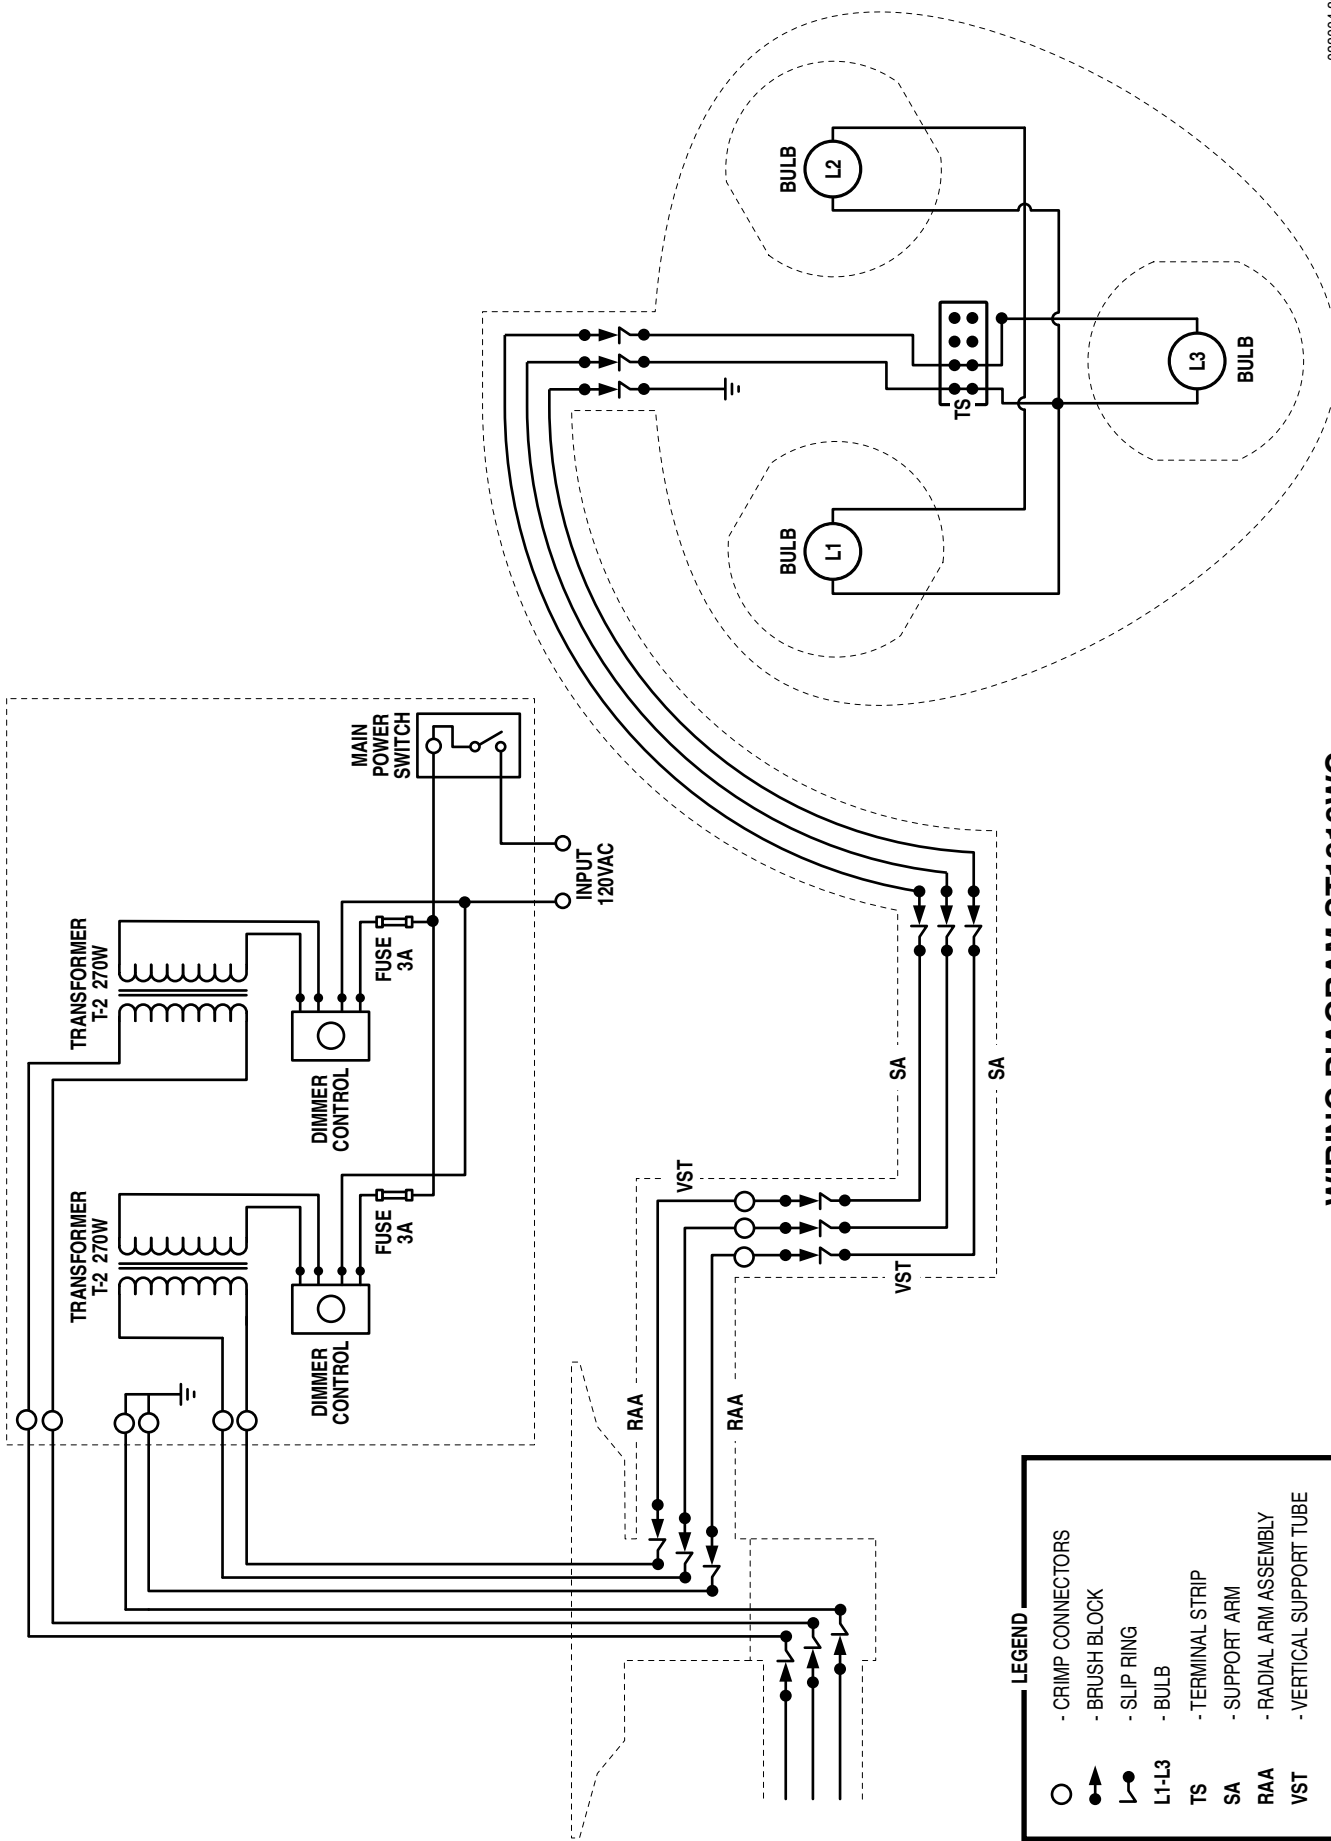 TRANSFORMER
T-2 270W
TRANSFORMER
T-2 270W
DIMMER
CONTROL
DIMMER
CONTROL
FUSE
3A
FUSE
3A
MAIN
POWER
SWITCH
INPUT
120VAC
RAA
VST
RAA
VST
SA
SA
BULB
L1
BULB
L2
TS
L3
BULB
LEGEND
- CRIMP CONNECTORS
- BRUSH BLOCK
- SLIP RING
L1-L3 - BULB
TS - TERMINAL STRIP
SA - SUPPORT ARM
RAA - RADIAL ARM ASSEMBLY
VST - VERTICAL SUPPORT TUBE
WIRING DIAGRAM